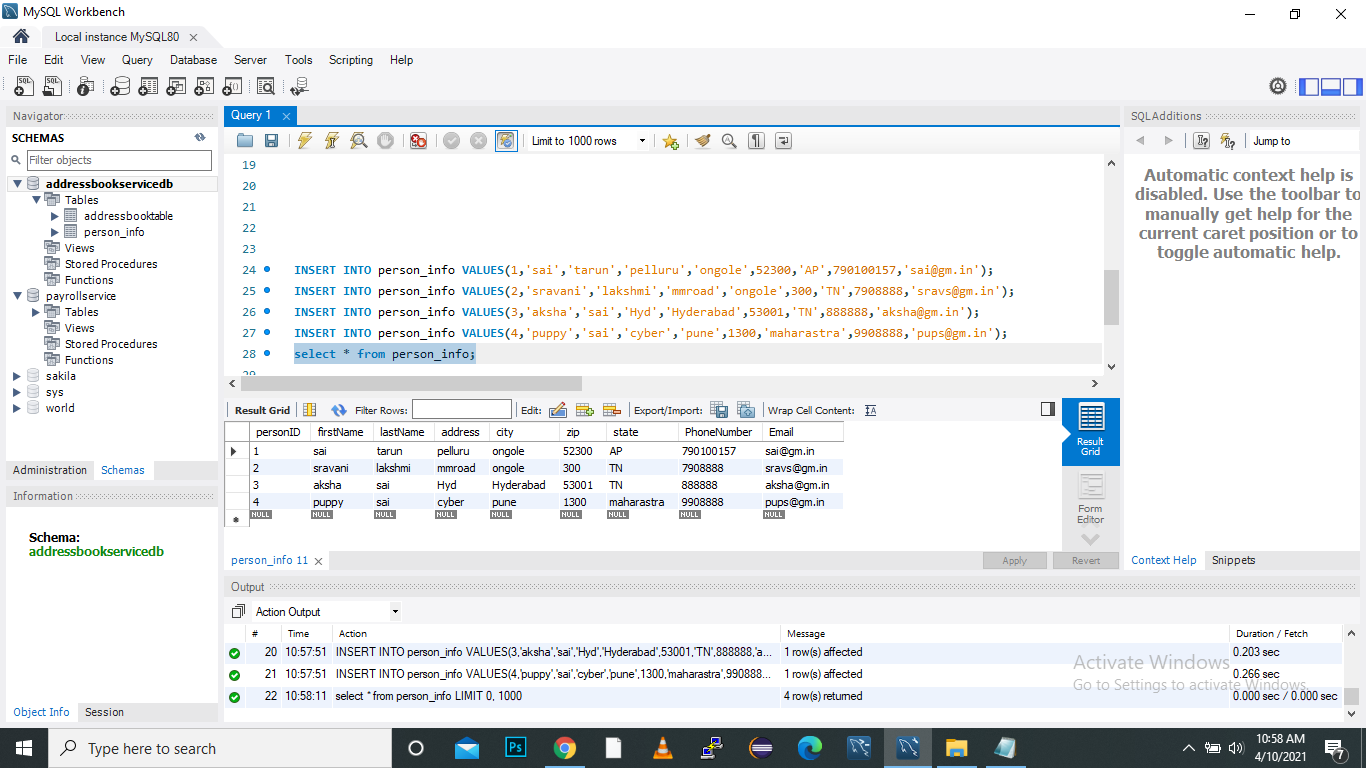 MySQL Workbench
Local instance MySQL80
File Edit View Query Database Server Tools Scripting Help
Navigator
SCHEMAS
Filter objects
addressbookservicedb
Tables
addressbooktable
person_info
Views
Stored Procedures
Functions
payrollservice
Tables
Views
Stored Procedures
Functions
sakila
sys
world
Administration Schemas
Information
Schema:
addressbookservicedb
Object Info Session
Query 1
Limit to 1000 rows
19
20
21
22
23
24 INSERT INTO person_info VALUES(1,'sai','tarun','pelluru','ongole',52300,'AP',790100157,'sai@gm.in');
25 INSERT INTO person_info VALUES(2,'sravani','lakshmi','mmroad','ongole',300,'TN',7908888,'sravs@gm.in');
26 INSERT INTO person_info VALUES(3,'aksha','sai','Hyd','Hyderabad',53001,'TN',888888,'aksha@gm.in');
27 INSERT INTO person_info VALUES(4,'puppy','sai','cyber','pune',1300,'maharastra',9908888,'pups@gm.in');
28 select * from person_info;
29
Result Grid Filter Rows: Edit: Export/Import: Wrap Cell Content:
personID firstName lastName address city zip state PhoneNumber Email
1 sai tarun pelluru ongole 52300 AP 790100157 sai@gm.in
2 sravani lakshmi mmroad ongole 300 TN 7908888 sravs@gm.in
3 aksha sai Hyd Hyderabad 53001 TN 888888 aksha@gm.in
4 puppy sai cyber pune 1300 maharastra 9908888 pups@gm.in
NULL NULL NULL NULL NULL NULL NULL NULL NULL
Result
Grid
Form
Editor
person_info 11
Apply Revert
SQLAdditions
Jump to
Automatic context help is
disabled. Use the toolbar to
manually get help for the
current caret position or to
toggle automatic help.
Context Help Snippets
Output
Action Output
# Time Action Message Duration / Fetch
20 10:57:51 INSERT INTO person_info VALUES(3,'aksha','sai','Hyd','Hyderabad',53001,'TN',888888,'a... 1 row(s) affected 0.203 sec
21 10:57:51 INSERT INTO person_info VALUES(4,'puppy','sai','cyber','pune',1300,'maharastra',990888... 1 row(s) affected 0.266 sec
22 10:58:11 select * from person_info LIMIT 0, 1000 4 row(s) returned 0.000 sec / 0.000 sec
Activate Windows
Go to Settings to activate Windows.
Type here to search
10:58 AM
4/10/2021
7